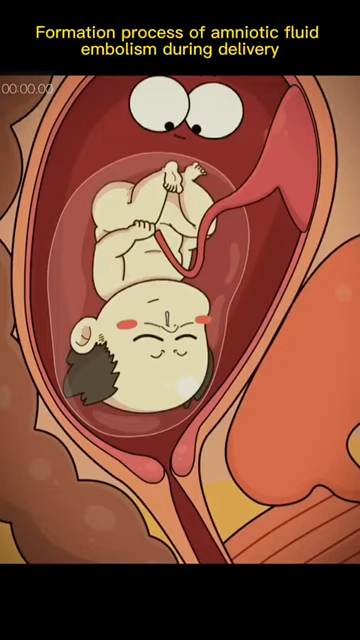 Formation process of amniotic fluid
embolism during delivery
00:00.00